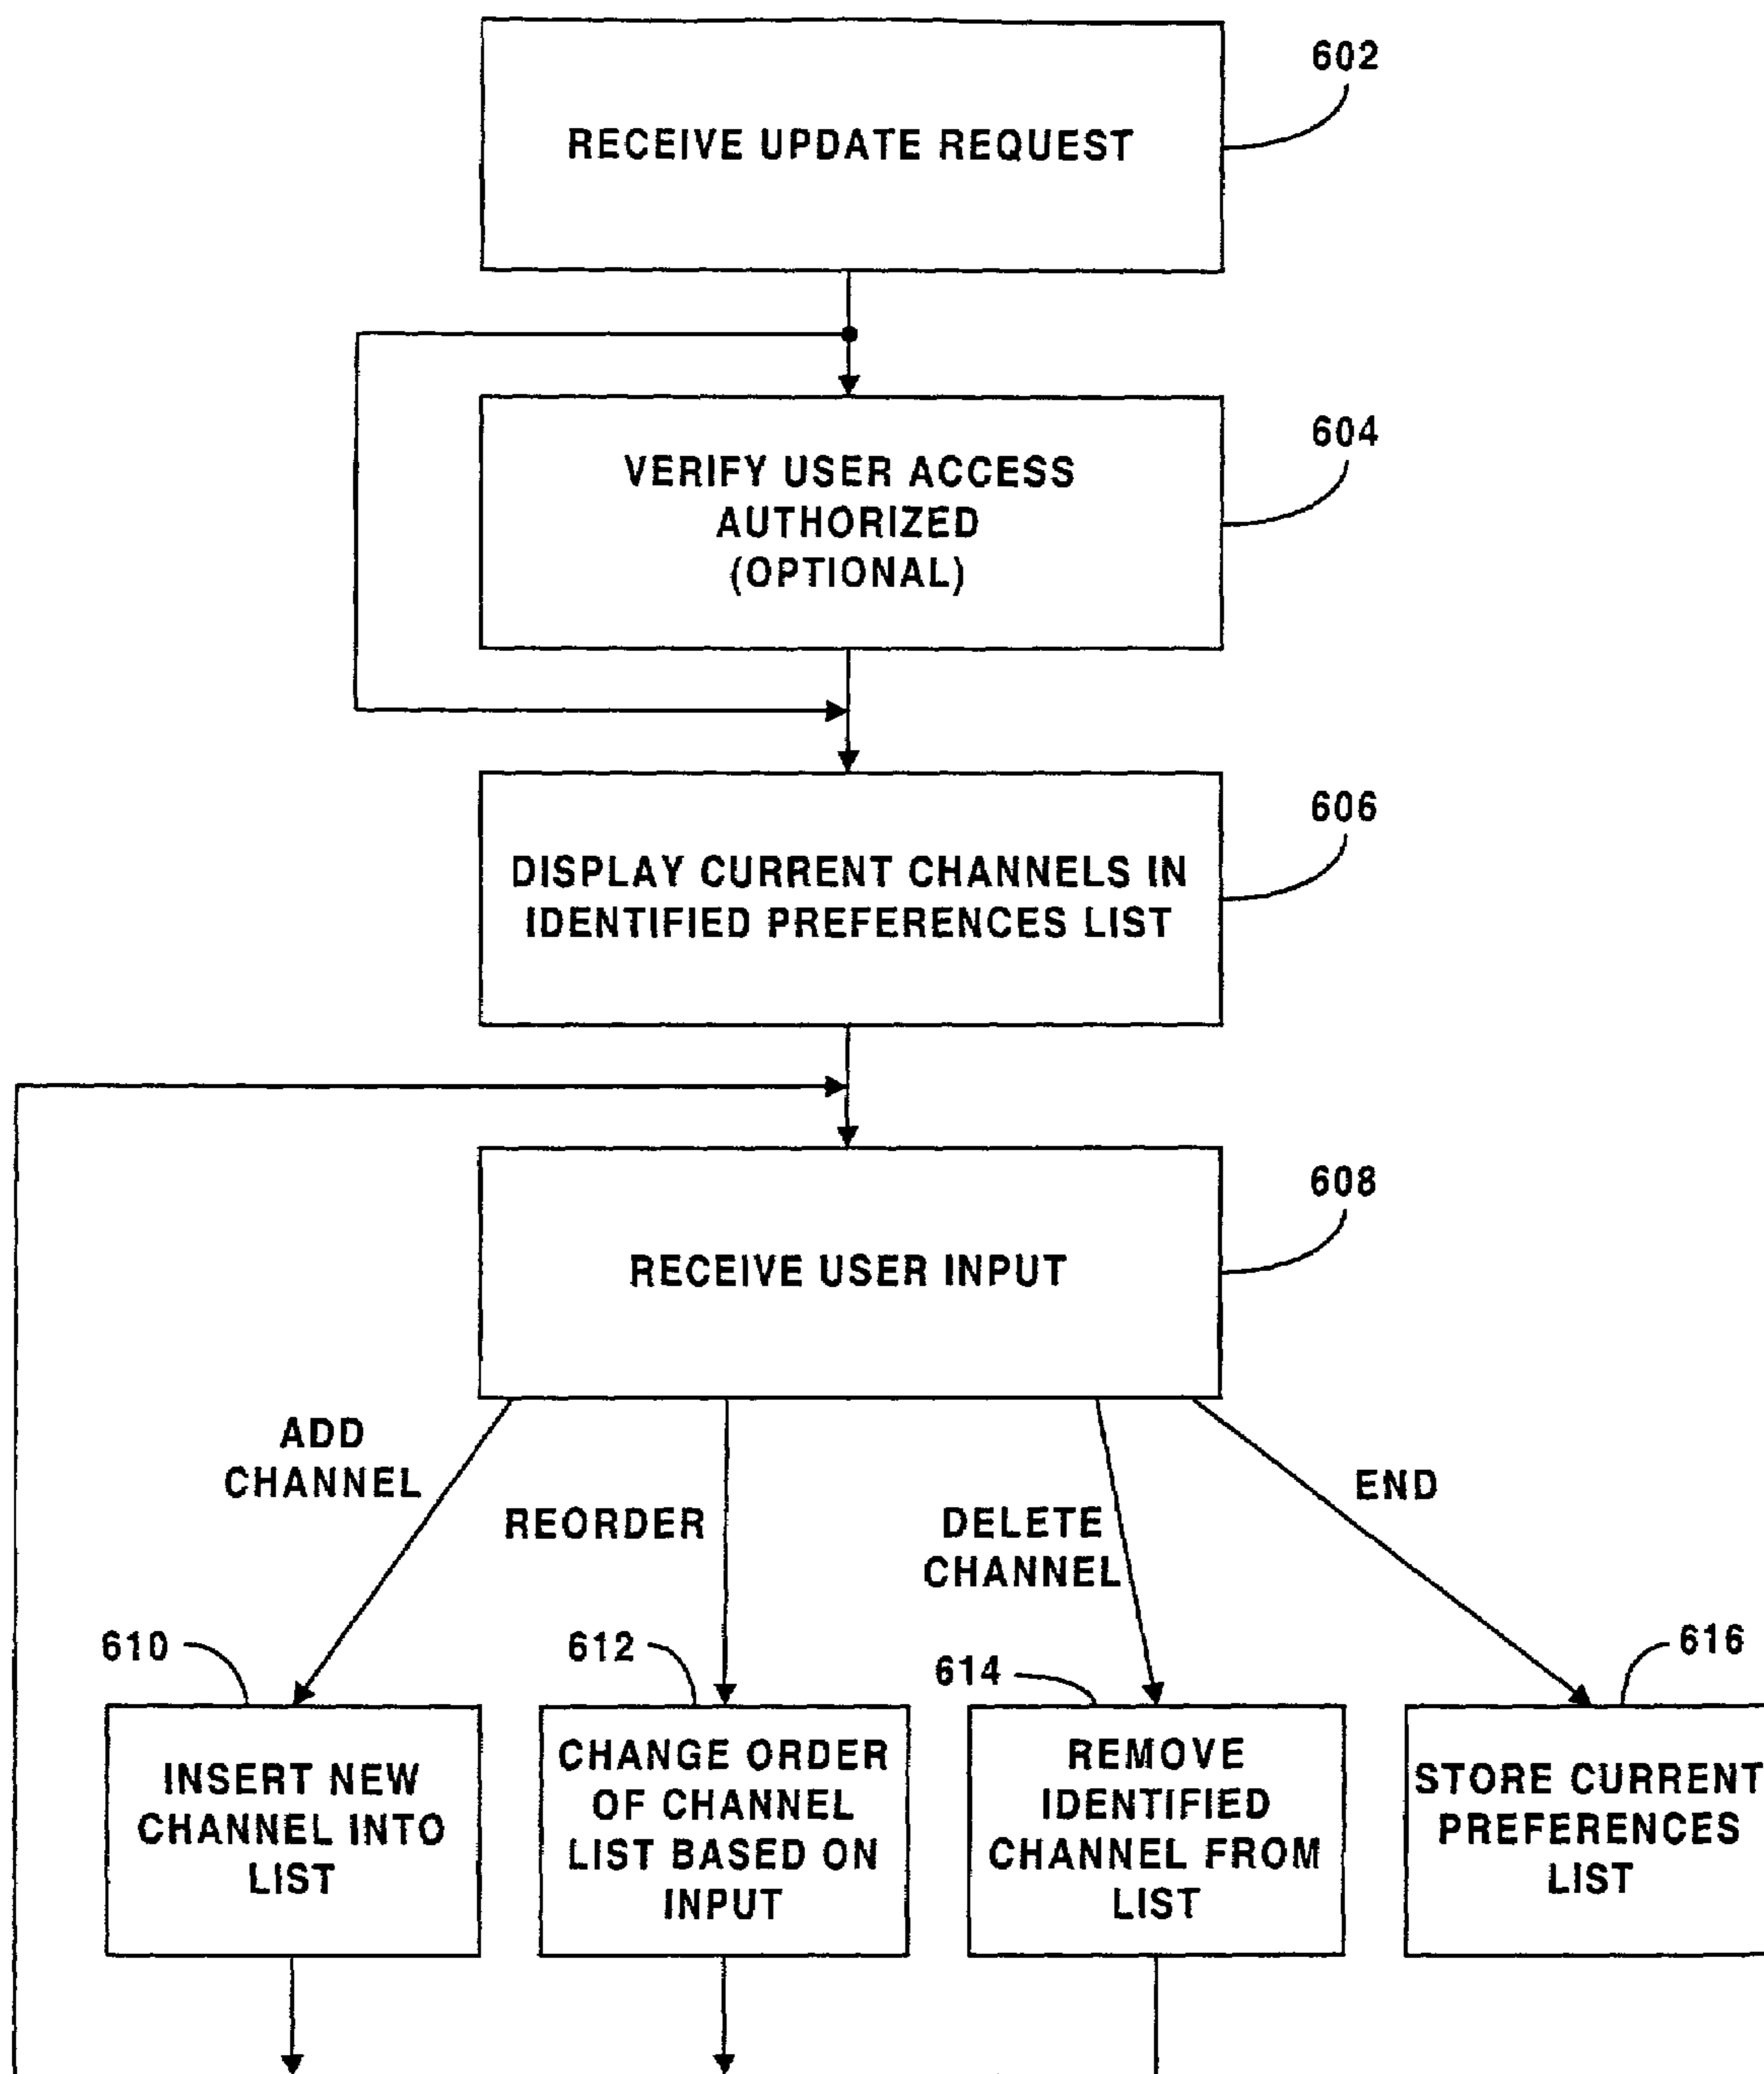 602
RECEIVE UPDATE REQUEST
604
VERIFY USER ACCESS
AUTHORIZED
(OPTIONAL)
606
DISPLAY CURRENT CHANNELS IN
IDENTIFIED PREFERENCES LIST
608
RECEIVE USER INPUT
ADD
CHANNEL
REORDER
DELETE
CHANNEL
END
610
612
614
616
INSERT NEW
CHANNEL INTO
LIST
CHANGE ORDER
OF CHANNEL
LIST BASED ON
INPUT
REMOVE
IDENTIFIED
CHANNEL FROM
LIST
STORE CURRENT
PREFERENCES
LIST